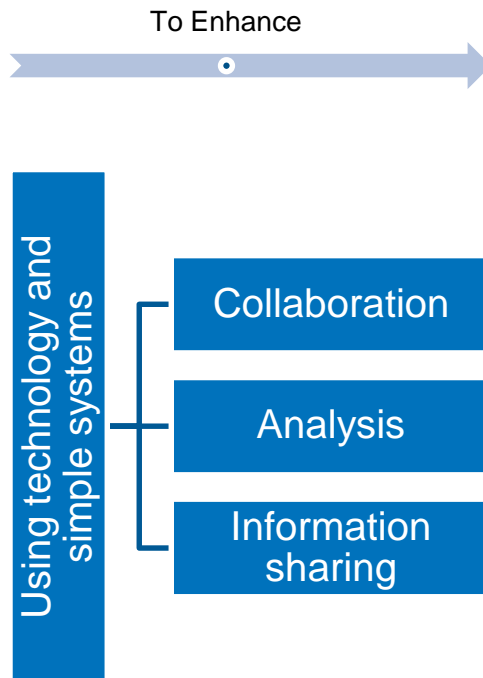 To Enhance
Using technology and
simple systems
Collaboration
Analysis
Information
sharing